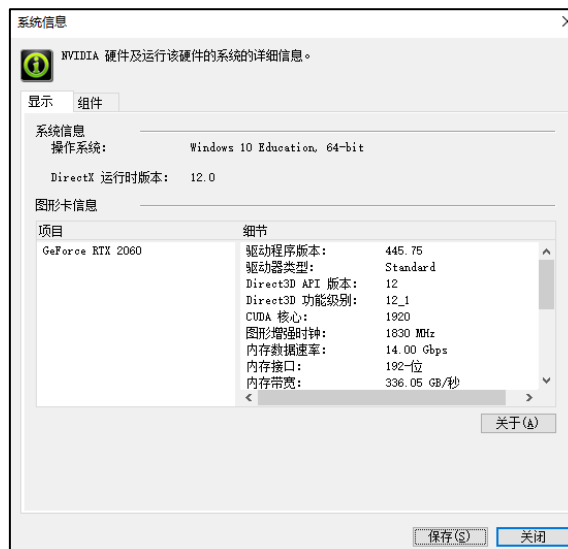 系统信息
NVIDIA 硬件及运行该硬件的系统的详细信息。
显示 组件
系统信息
操作系统: Windows 10 Education, 64-bit
DirectX 运行时版本: 12.0
图形卡信息
项目 细节
GeForce RTX 2060 驱动程序版本: 445.75
驱动器类型: Standard
Direct3D API 版本: 12
Direct3D 功能级别: 12_1
CUDA 核心: 1920
图形增强时钟: 1830 MHz
内存数据速率: 14.00 Gbps
内存接口: 192-位
内存带宽: 336.05 GB/秒
关于(A)
保存(S) 关闭